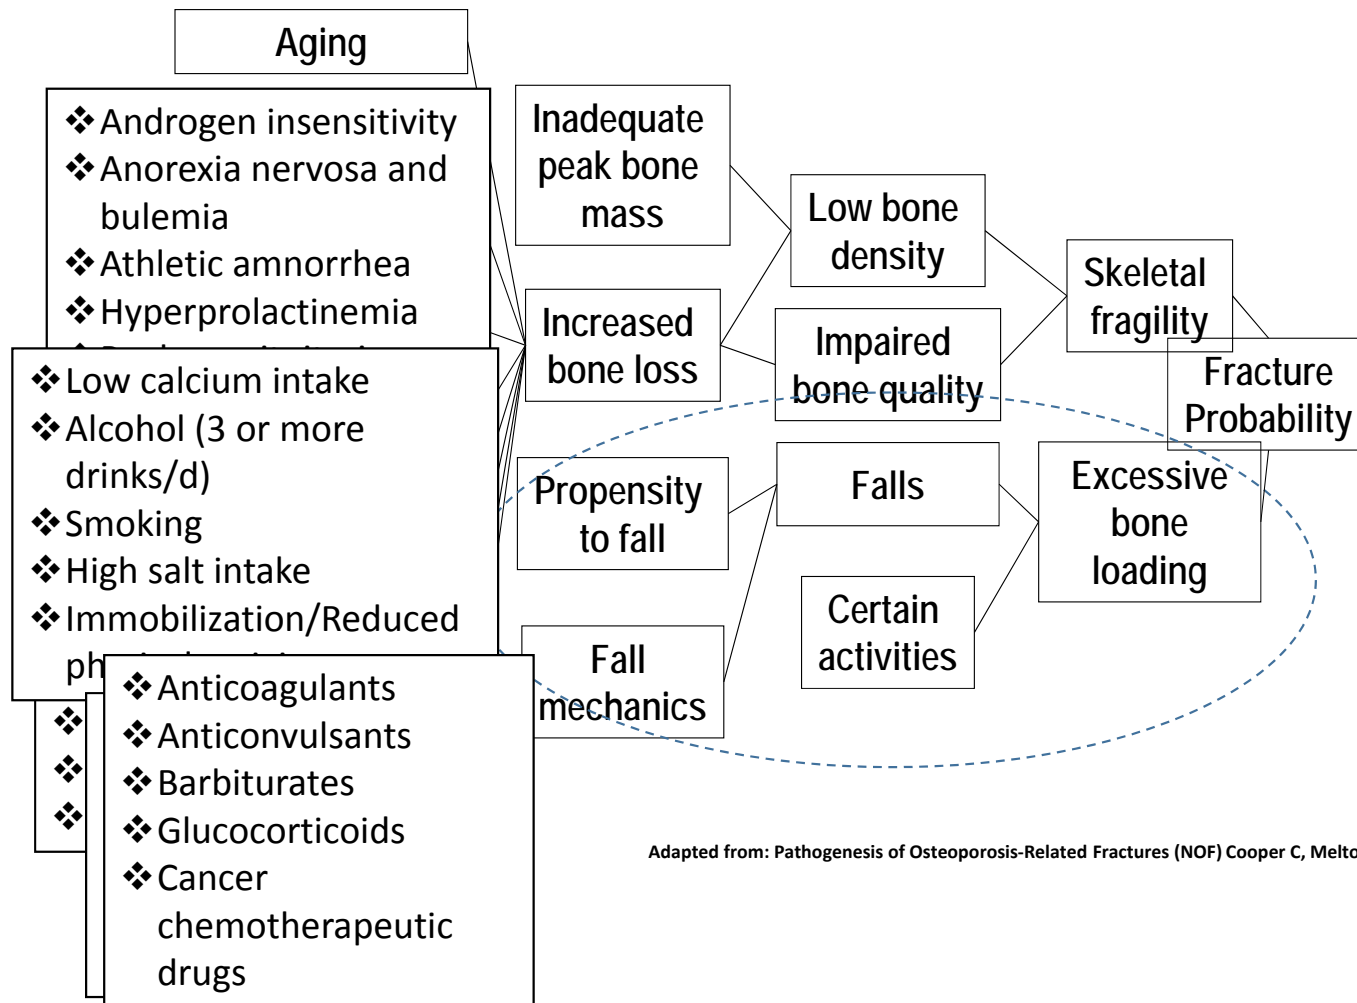 Aging
❖ Androgen insensitivity
❖ Anorexia nervosa and
bulemia
❖ Athletic amnorrhea
❖ Hyperprolactinemia
❖
❖ Low calcium intake
❖ Alcohol (3 or more
drinks/d)
❖ Smoking
❖ High salt intake
❖ Immobilization/Reduced
❖
❖
❖
❖ Anticoagulants
❖ Anticonvulsants
❖ Barbiturates
❖ Glucocorticoids
❖ Cancer
chemotherapeutic
drugs
Inadequate
peak bone
mass
Increased
bone loss
Propensity
to fall
Fall
mechanics
Low bone
density
Impaired
bone quality
Falls
Certain
activities
Skeletal
fragility
Excessive
bone
loading
Fracture
Probability
Adapted from: Pathogenesis of Osteoporosis-Related Fractures (NOF) Cooper C, Melto